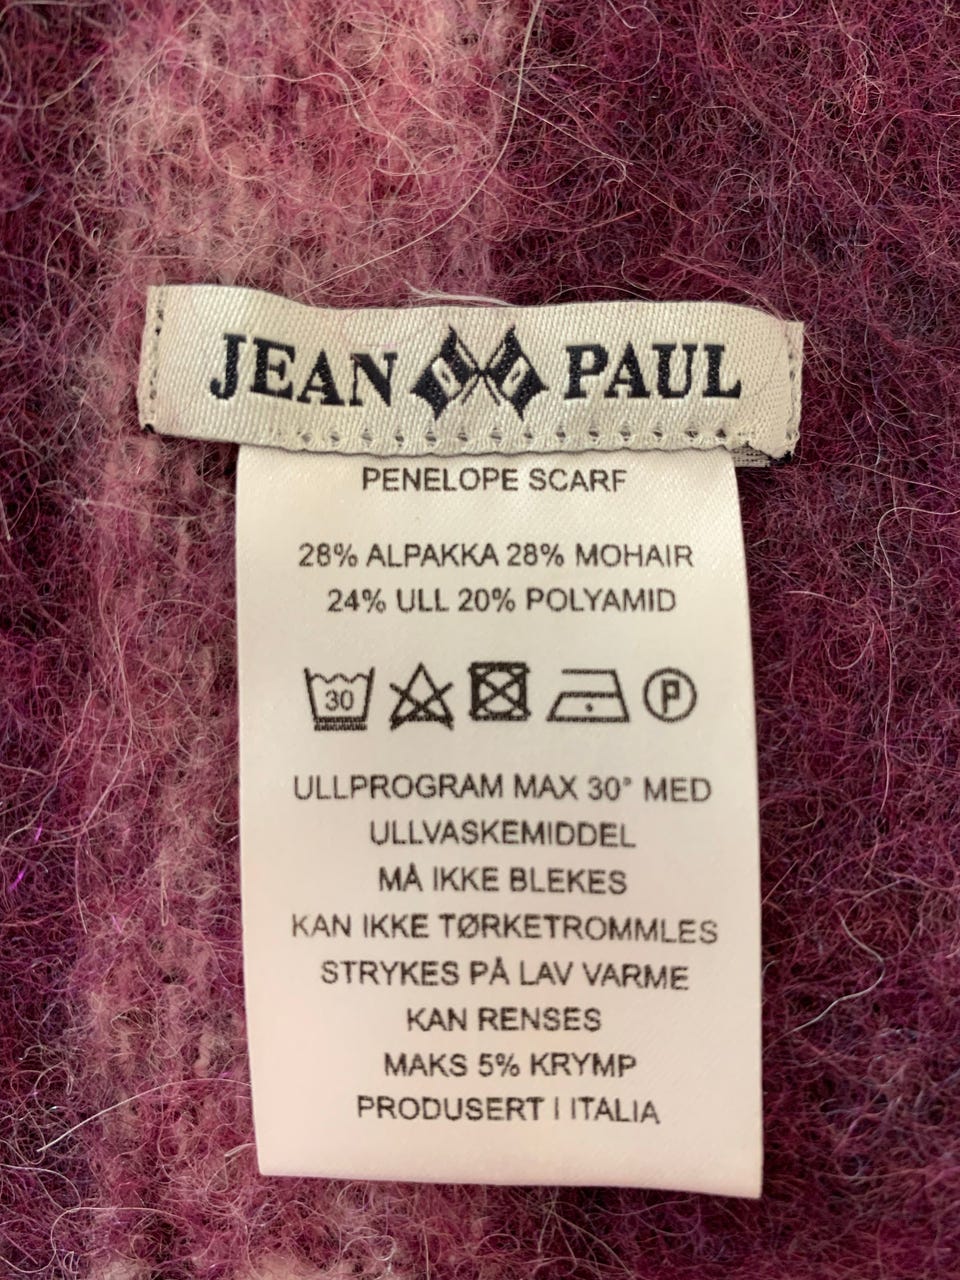 JEAN PAUL
PENELOPE SCARF
28% ALPAKKA 28% MOHAIR
24% ULL 20% POLYAMID
30 P
ULLPROGRAM MAX 30° MED
ULLVASKEMIDDEL
MÅ IKKE BLEKES
KAN IKKE TØRKETROMMLES
STRYKES PÅ LAV VARME
KAN RENSES
MAKS 5% KRYMP
PRODUSERT I ITALIA